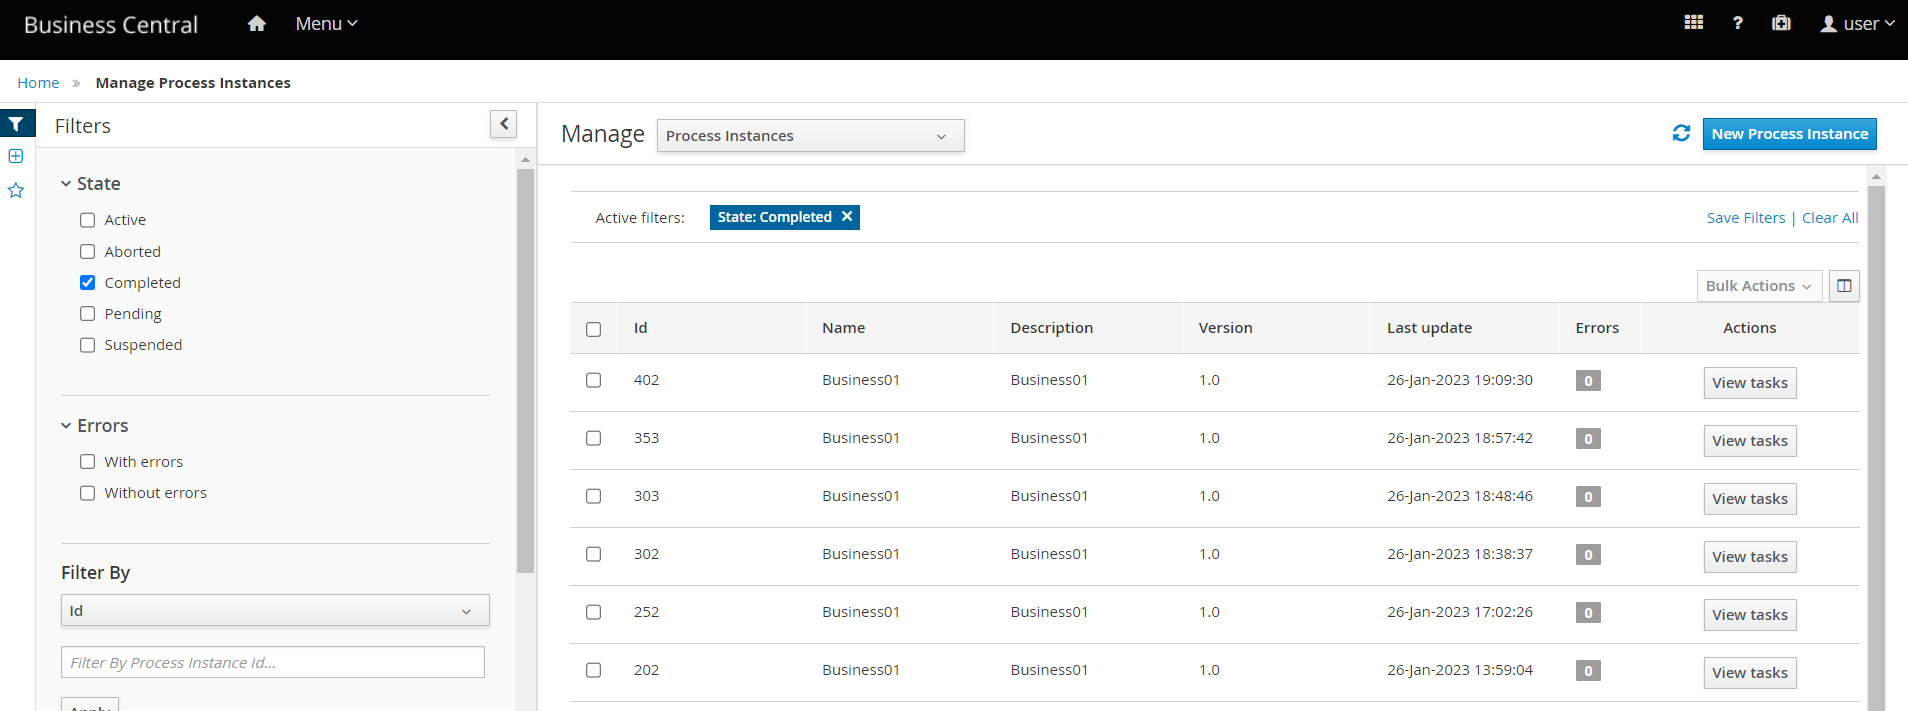 Business Central Menu ? user
Home » Manage Process Instances
Filters
State
Active
Aborted
Completed
Pending
Suspended
Errors
With errors
Without errors
Filter By
Id
Filter By Process Instance Id...
Apply
Manage Process Instances New Process Instance
Active filters: State: Completed × Save Filters | Clear All
Bulk Actions
Id Name Description Version Last update Errors Actions
402 Business01 Business01 1.0 26-Jan-2023 19:09:30 0 View tasks
353 Business01 Business01 1.0 26-Jan-2023 18:57:42 0 View tasks
303 Business01 Business01 1.0 26-Jan-2023 18:48:46 0 View tasks
302 Business01 Business01 1.0 26-Jan-2023 18:38:37 0 View tasks
252 Business01 Business01 1.0 26-Jan-2023 17:02:26 0 View tasks
202 Business01 Business01 1.0 26-Jan-2023 13:59:04 0 View tasks